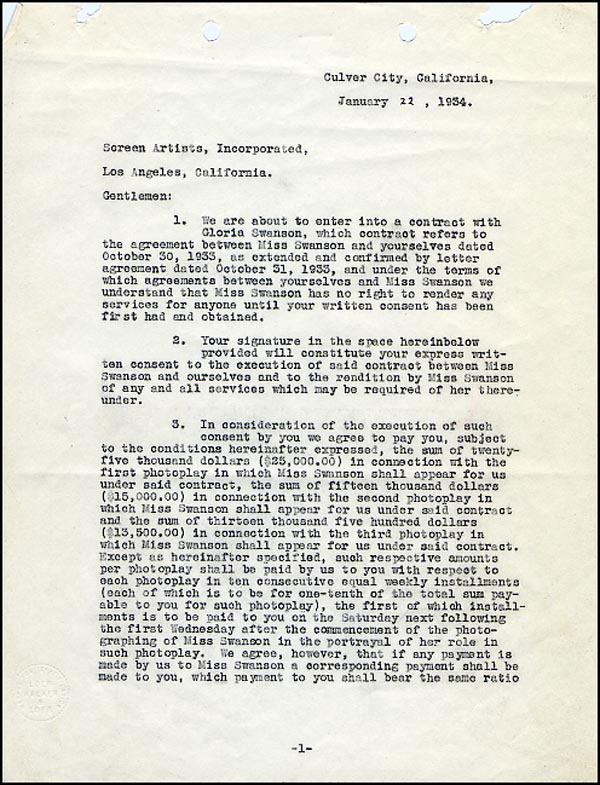 Culver City, California,
January 22 , 1934.
Screen Artists, Incorporated,
Los Angeles, California.
Gentlemen:
1. We are about to enter into a contract with
Gloria Swanson, which contract refers to
the agreement between Miss Swanson and yourselves dated
October 30, 1933, as extended and confirmed by letter
agreement dated October 31, 1933, and under the terms of
which agreements between yourselves and Miss Swanson we
understand that Miss Swanson has no right to render any
services for anyone until your written consent has been
first had and obtained.
2. Your signature in the space hereinbelow
provided will constitute your express writ-
ten consent to the execution of said contract between Miss
Swanson and ourselves and to the rendition by Miss Swanson
of any and all services which may be required of her there-
under.
3. In consideration of the execution of such
consent by you we agree to pay you, subject
to the conditions hereinafter expressed, the sum of twenty-
five thousand dollars ($25,000.00) in connection with the
first photoplay in which Miss Swanson shall appear for us
under said contract, the sum of fifteen thousand dollars
($15,000.00) in connection with the second photoplay in
which Miss Swanson shall appear for us under said contract
and the sum of thirteen thousand five hundred dollars
($13,500.00) in connection with the third photoplay in
which Miss Swanson shall appear for us under said contract.
Except as hereinafter specified, such respective amounts
per photoplay shall be paid by us to you with respect to
each photoplay in ten consecutive equal weekly installments
(each of which is to be for one-tenth of the total sum pay-
able to you for such photoplay), the first of which install-
ments is to be paid to you on the Saturday next following
the first Wednesday after the commencement of the photo-
graphing of Miss Swanson in the portrayal of her role in
such photoplay. We agree, however, that if any payment is
made by us to Miss Swanson a corresponding payment shall be
made to you, which payment to you shall bear the same ratio
-1-